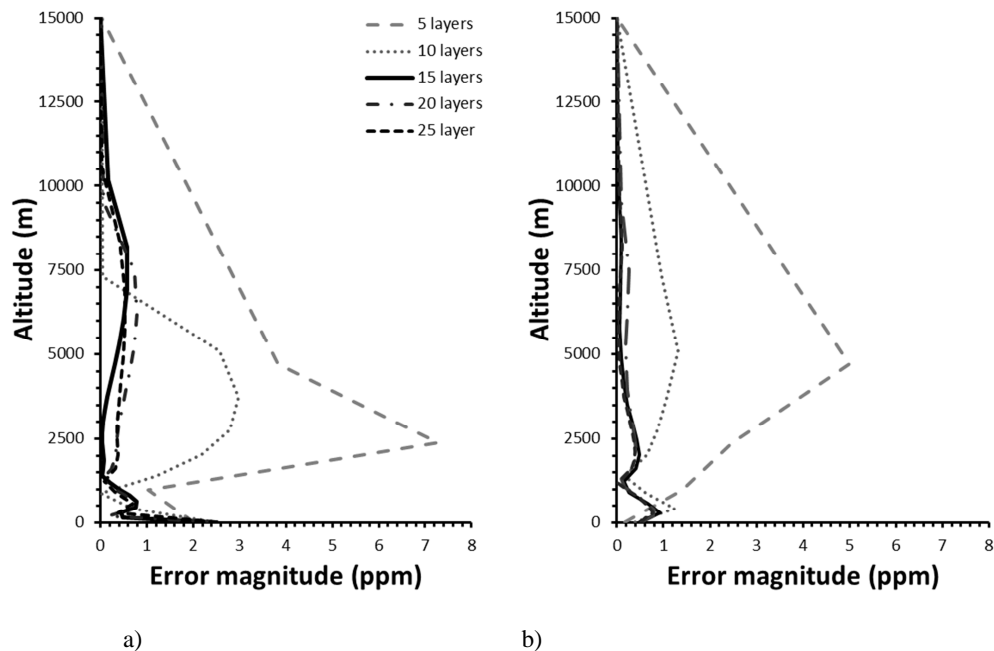 15000
12500
10000
7500
5000
2500
0
Altitude (m)
0 1 2 3 4 5 6 7 8
Error magnitude (ppm)
5 layers
10 layers
15 layers
20 layers
25 layer
15000
12500
10000
7500
5000
2500
0
Altitude (m)
0 1 2 3 4 5 6 7 8
Error magnitude (ppm)
a)
b)